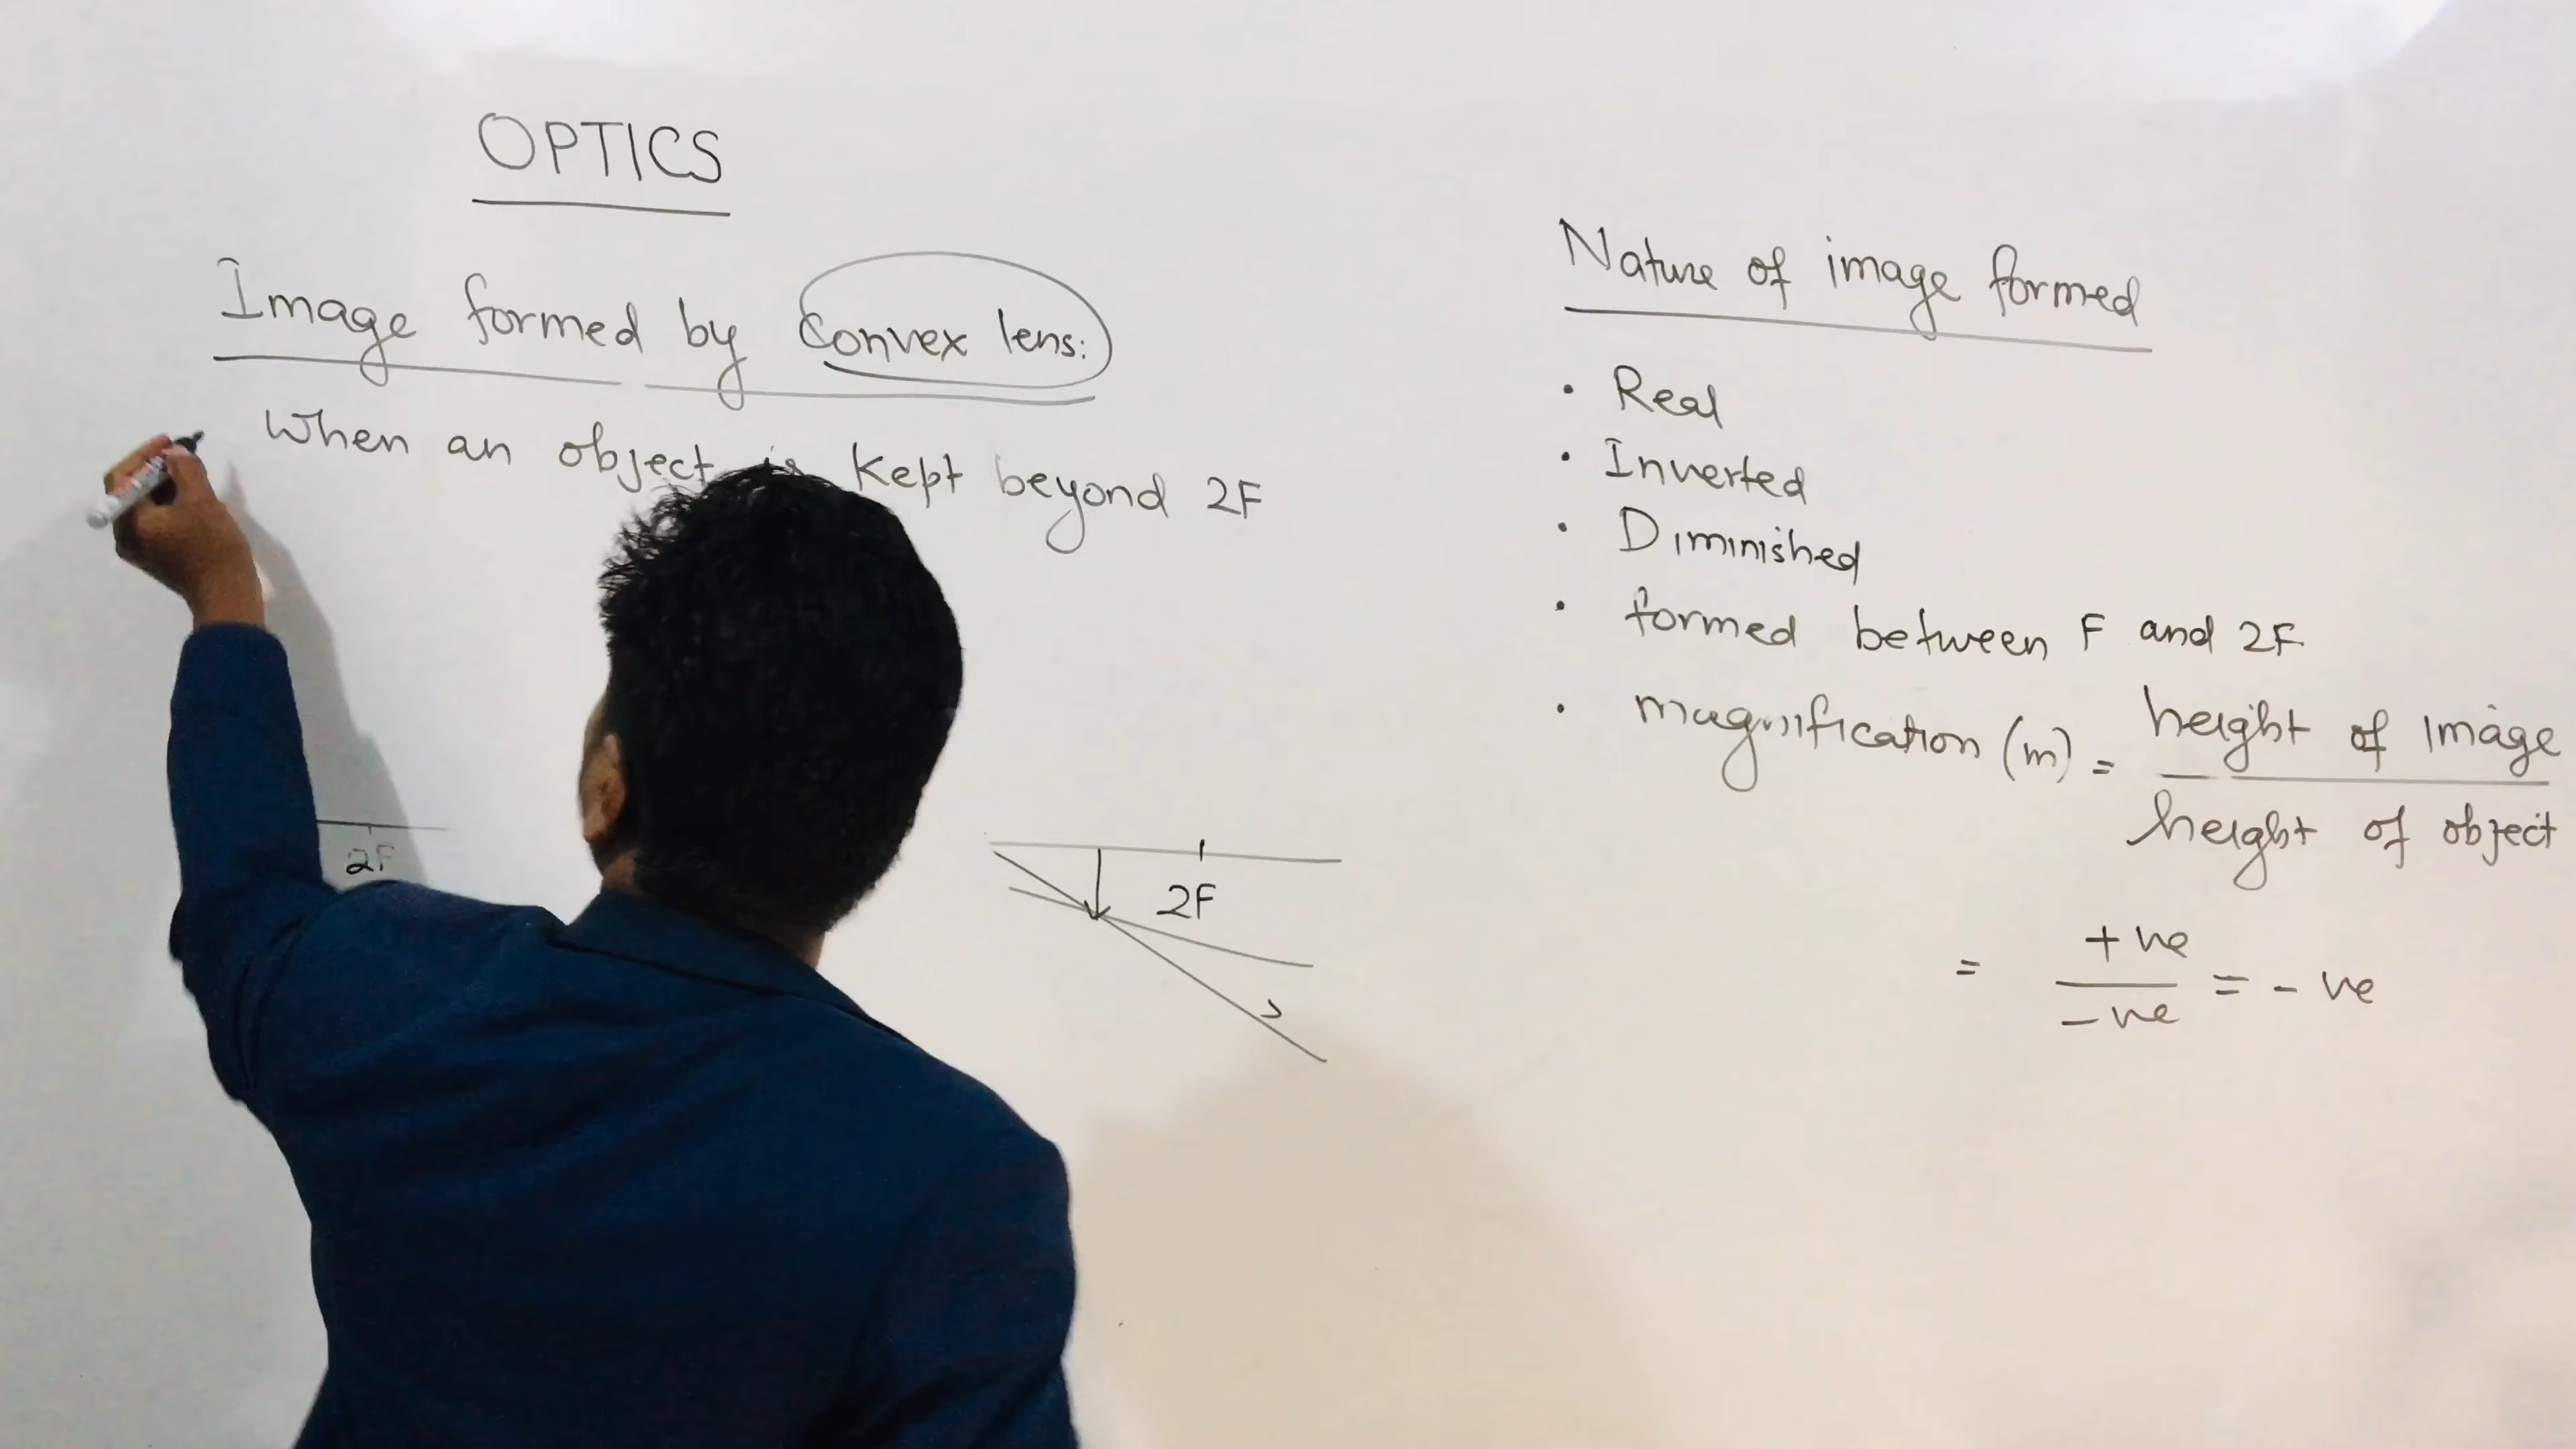 OPTICS
Image formed by Convex lens:
When an object is kept beyond 2F
2F
2F
Nature of image formed
• Real
• Inverted
• Diminished
• formed between F and 2F
• magnification (m) = height of image
height of object
= +ve
-ve = - ve